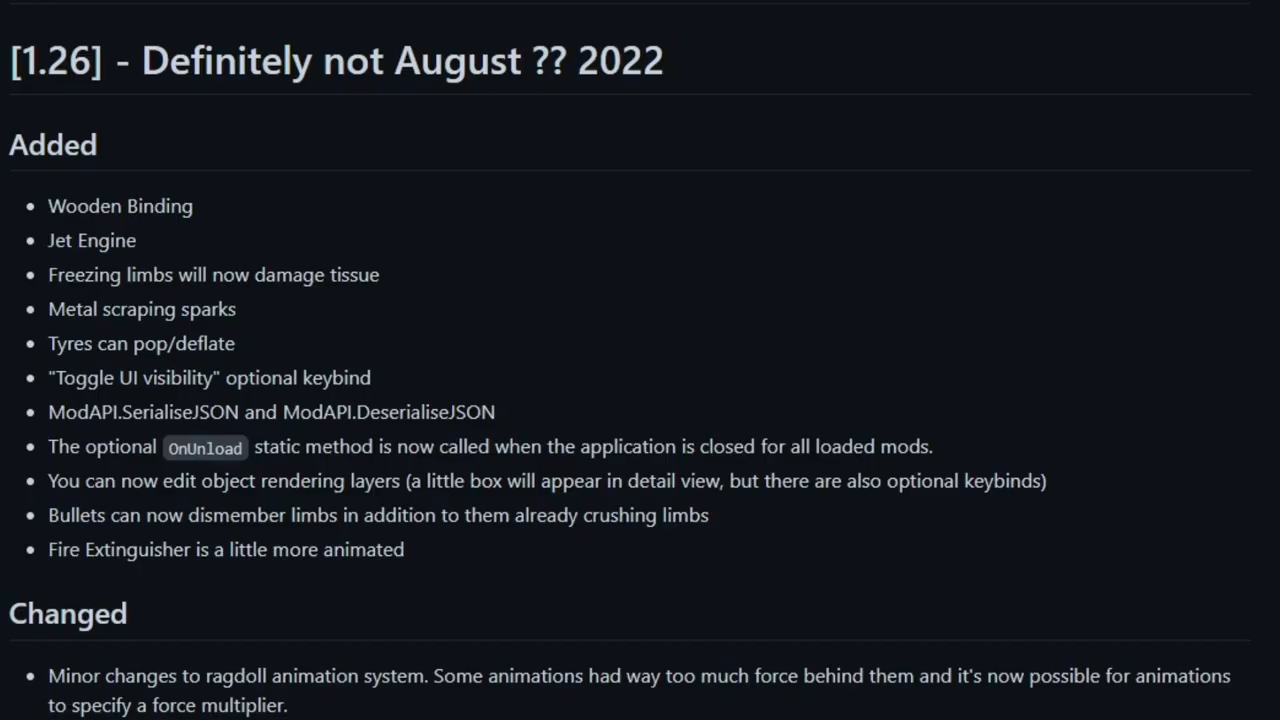 [1.26] - Definitely not August ?? 2022
Added
Wooden Binding
Jet Engine
Freezing limbs will now damage tissue
Metal scraping sparks
Tyres can pop/deflate
"Toggle UI visibility" optional keybind
ModAPI.SerialiseJSON and ModAPI.DeserialiseJSON
The optional OnUnload static method is now called when the application is closed for all loaded mods.
You can now edit object rendering layers (a little box will appear in detail view, but there are also optional keybinds)
Bullets can now dismember limbs in addition to them already crushing limbs
Fire Extinguisher is a little more animated
Changed
Minor changes to ragdoll animation system. Some animations had way too much force behind them and it's now possible for animations
to specify a force multiplier.